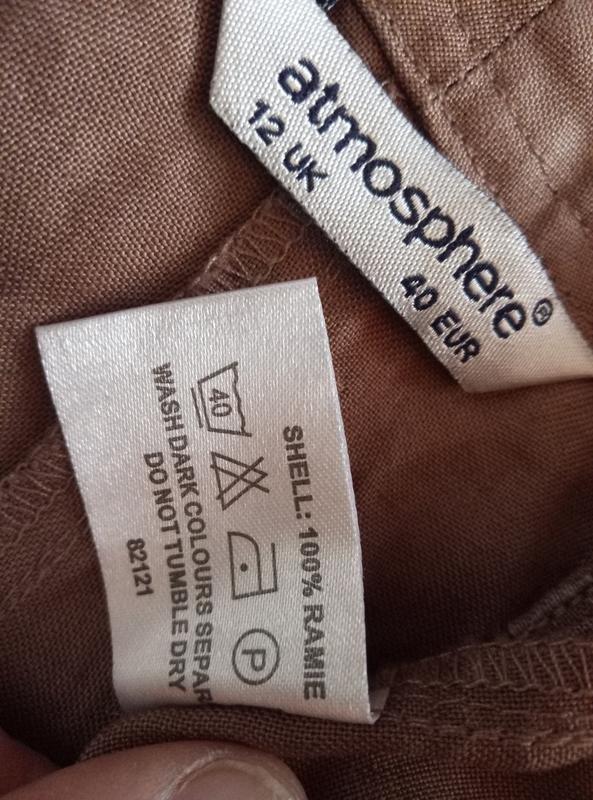 atmosphere®
12 UK
40 EUR
SHELL: 100% RAMIE
40
P
WASH DARK COLOURS SEPAR
DO NOT TUMBLE DRY
82121